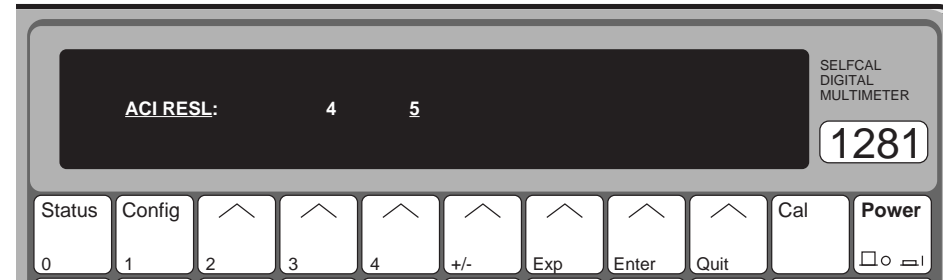 SELFCAL
DIGITAL
MULTIMETER
ACI RESL: 4 5
1281
Status Config Cal Power
0 1 2 3 4 +/- Exp Enter Quit